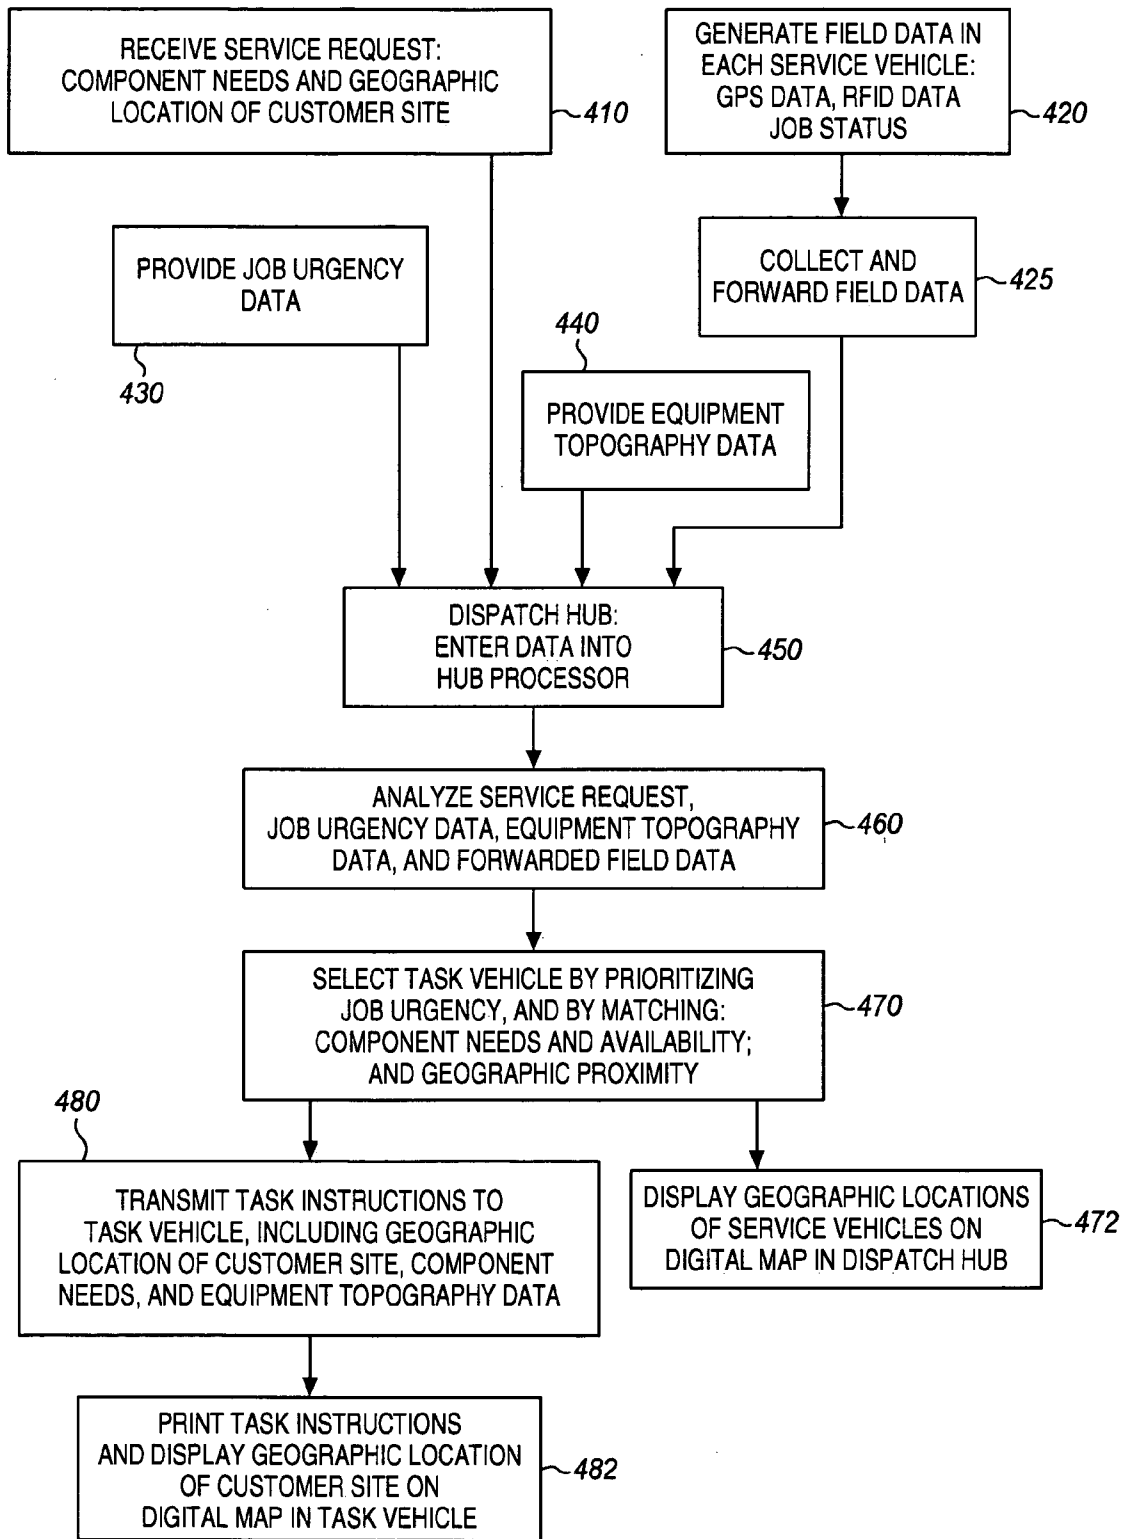 RECEIVE SERVICE REQUEST:
COMPONENT NEEDS AND GEOGRAPHIC
LOCATION OF CUSTOMER SITE
410
GENERATE FIELD DATA IN
EACH SERVICE VEHICLE:
GPS DATA, RFID DATA
JOB STATUS
420
PROVIDE JOB URGENCY
DATA
430
COLLECT AND
FORWARD FIELD DATA
425
440
PROVIDE EQUIPMENT
TOPOGRAPHY DATA
DISPATCH HUB:
ENTER DATA INTO
HUB PROCESSOR
450
ANALYZE SERVICE REQUEST,
JOB URGENCY DATA, EQUIPMENT TOPOGRAPHY
DATA, AND FORWARDED FIELD DATA
460
SELECT TASK VEHICLE BY PRIORITIZING
JOB URGENCY, AND BY MATCHING:
COMPONENT NEEDS AND AVAILABILITY;
AND GEOGRAPHIC PROXIMITY
470
480
TRANSMIT TASK INSTRUCTIONS TO
TASK VEHICLE, INCLUDING GEOGRAPHIC
LOCATION OF CUSTOMER SITE, COMPONENT
NEEDS, AND EQUIPMENT TOPOGRAPHY DATA
DISPLAY GEOGRAPHIC LOCATIONS
OF SERVICE VEHICLES ON
DIGITAL MAP IN DISPATCH HUB
472
PRINT TASK INSTRUCTIONS
AND DISPLAY GEOGRAPHIC LOCATION
OF CUSTOMER SITE ON
DIGITAL MAP IN TASK VEHICLE
482